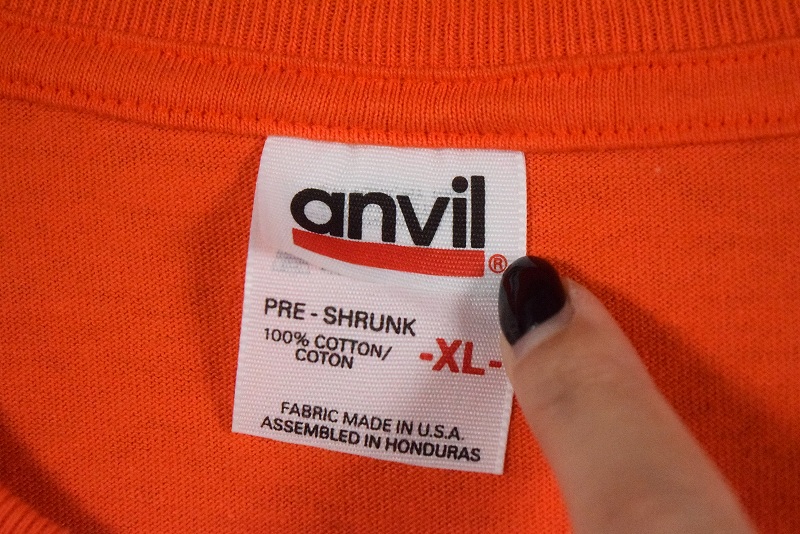 anvil®
PRE - SHRUNK
100% COTTON/
COTON
-XL-
FABRIC MADE IN U.S.A.
ASSEMBLED IN HONDURAS